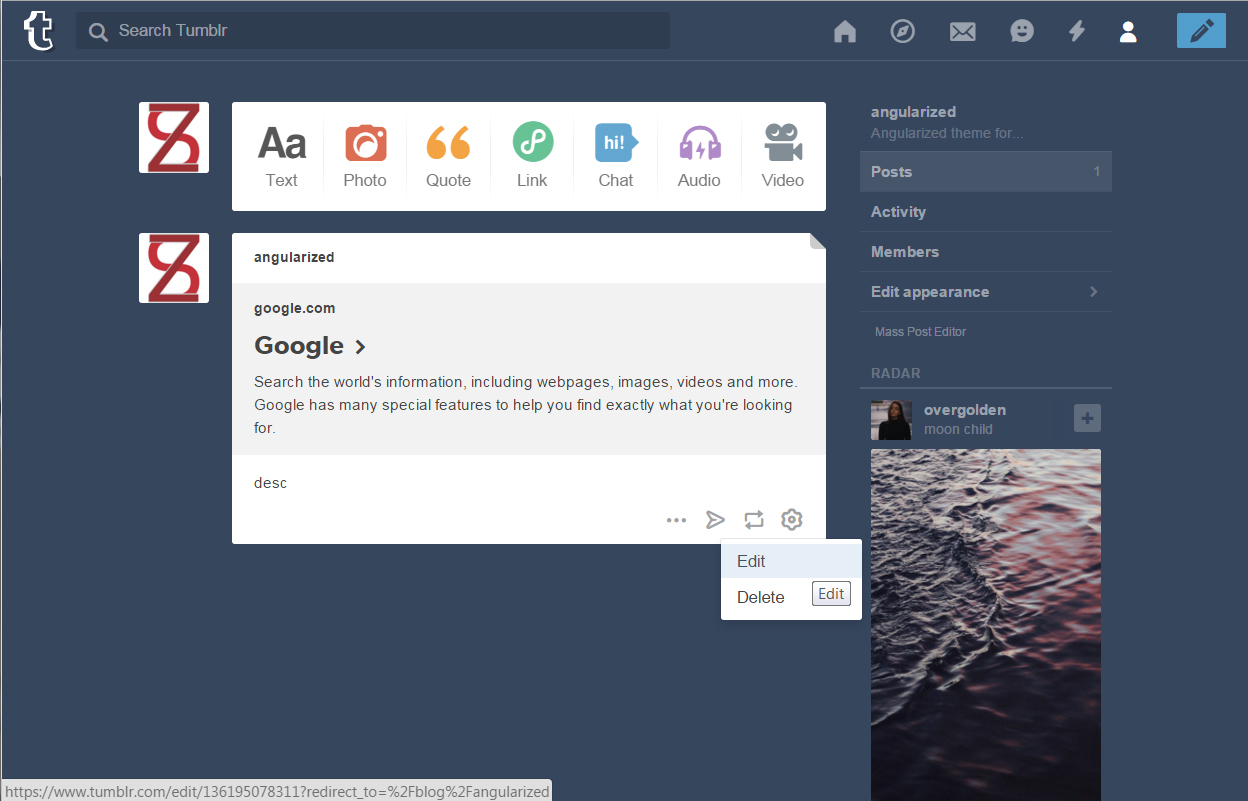 t
Search Tumblr
Aa
hi!
Text
Photo
Quote
Link
Chat
Audio
Video
angularized
google.com
Google
Search the world's information, including webpages, images, videos and more.
Google has many special features to help you find exactly what you're looking
for.
desc
Edit
Delete
Edit
angularized
Angularized theme for...
Posts 1
Activity
Members
Edit appearance
Mass Post Editor
RADAR
overgolden
moon child
https://www.tumblr.com/edit/136195078311?redirect_to=%2Fblog%2Fangularized